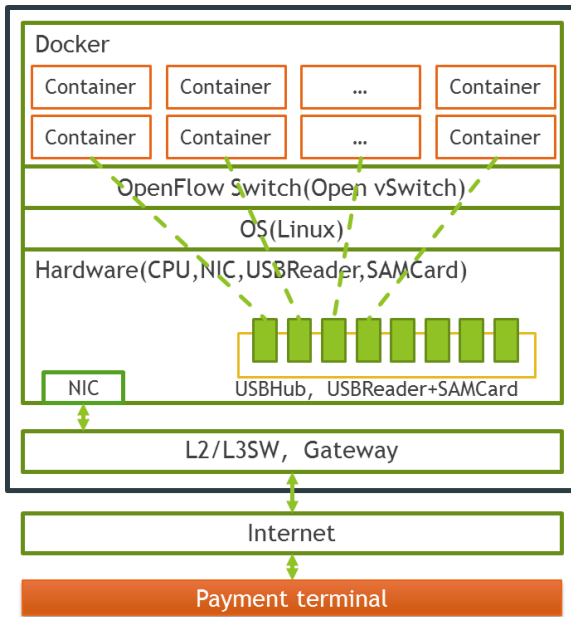 Docker
Container Container ... Container
Container Container ... Container
OpenFlow Switch(Open vSwitch)
OS(Linux)
Hardware(CPU,NIC,USBReader,SAMCard)
NIC
USBHub, USBReader+SAMCard
L2/L3SW, Gateway
Internet
Payment terminal